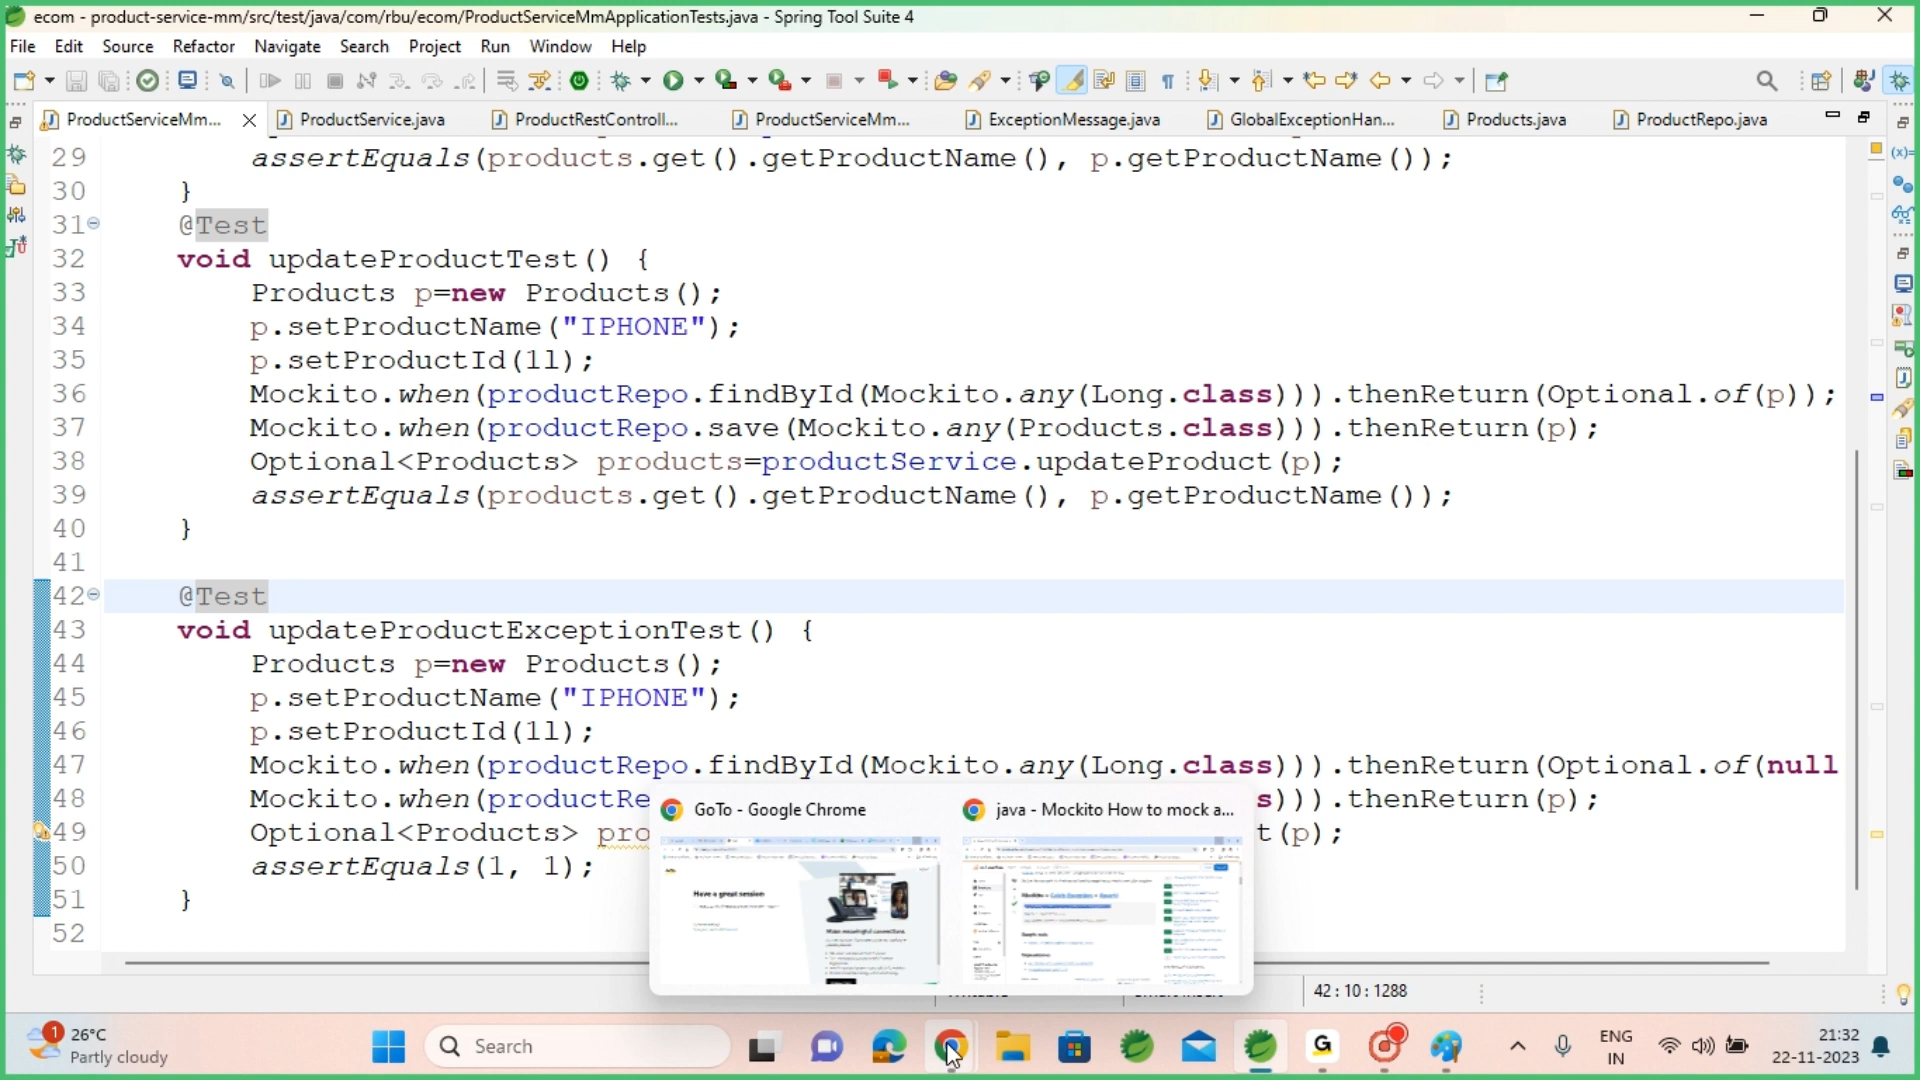 ecom - product-service-mm/src/test/java/com/rbu/ecom/ProductServiceMmApplicationTests.java - Spring Tool Suite 4
File Edit Source Refactor Navigate Search Project Run Window Help
ProductServiceMm... ProductService.java ProductRestControll... ProductServiceMm... ExceptionMessage.java GlobalExceptionHan... Products.java ProductRepo.java
29 assertEquals(products.get().getProductName(), p.getProductName());
30 }
31 @Test
32 void updateProductTest() {
33 Products p=new Products();
34 p.setProductName("IPHONE");
35 p.setProductId(1l);
36 Mockito.when(productRepo.findById(Mockito.any(Long.class))).thenReturn(Optional.of(p));
37 Mockito.when(productRepo.save(Mockito.any(Products.class))).thenReturn(p);
38 Optional<Products> products=productService.updateProduct(p);
39 assertEquals(products.get().getProductName(), p.getProductName());
40 }
41
42 @Test
43 void updateProductExceptionTest() {
44 Products p=new Products();
45 p.setProductName("IPHONE");
46 p.setProductId(1l);
47 Mockito.when(productRepo.findById(Mockito.any(Long.class))).thenReturn(Optional.of(null
48 Mockito.when(productRe s))).thenReturn(p);
49 Optional<Products> pro t(p);
50 assertEquals(1, 1);
51 }
52
GoTo - Google Chrome
java - Mockito How to mock a...
Have a great session
42 : 10 : 1288
1
26°C
Partly cloudy
Search
ENG
IN
21:32
22-11-2023